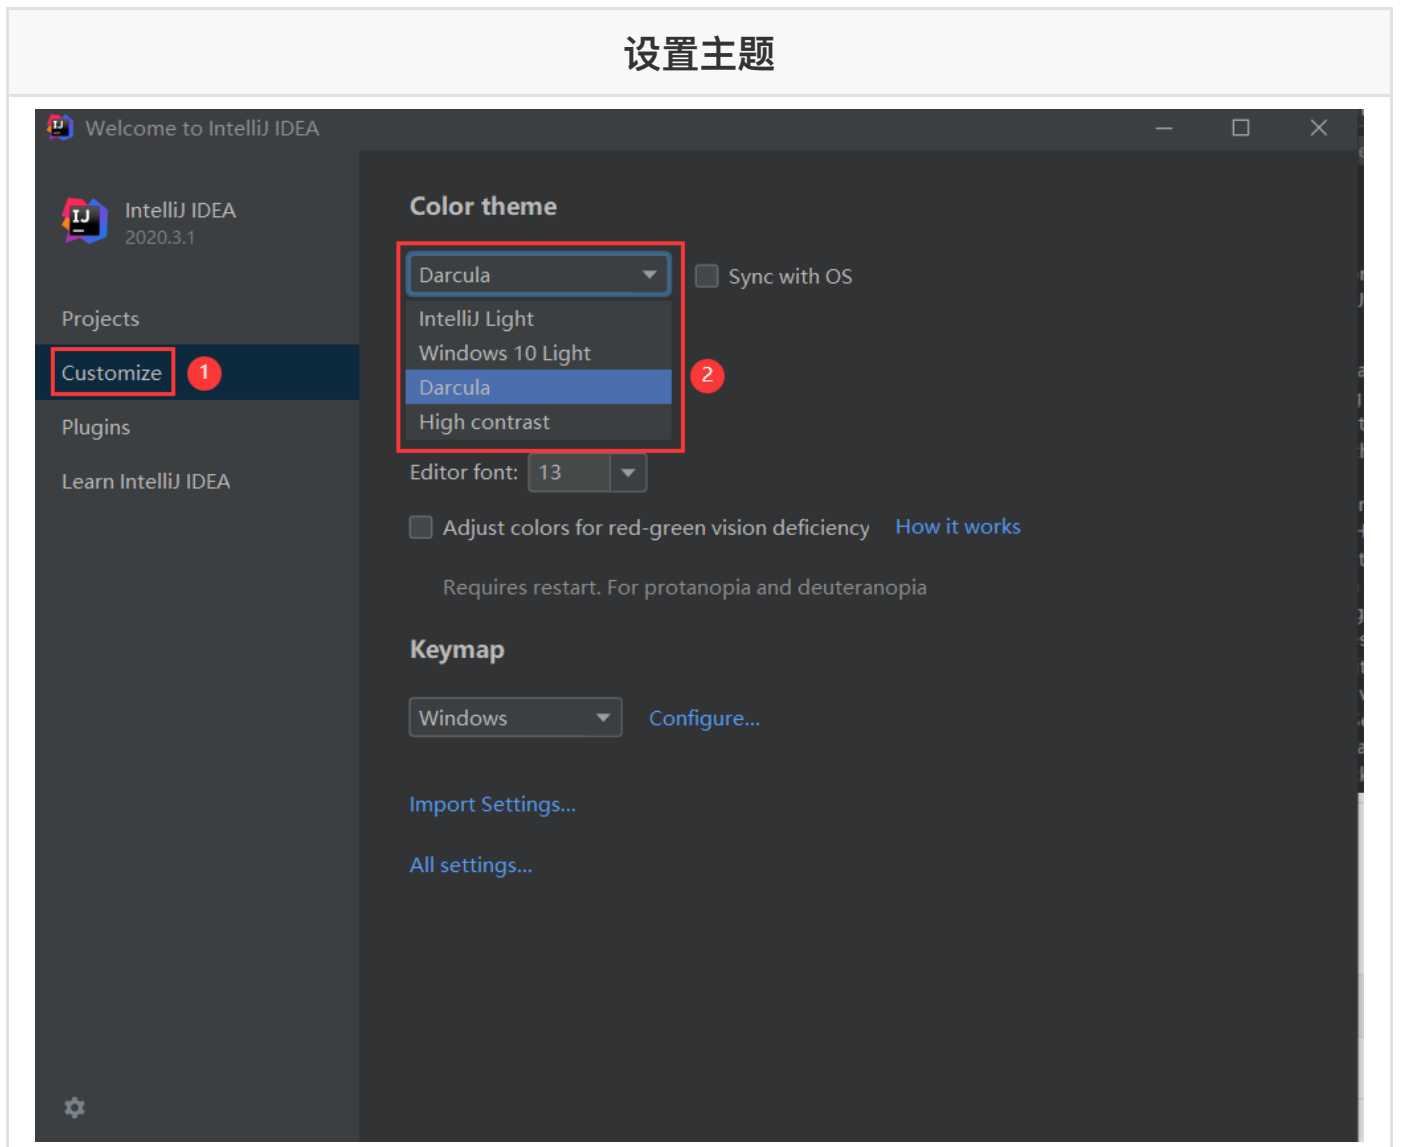 设置主题
Welcome to IntelliJ IDEA
IntelliJ IDEA
2020.3.1
Projects
Customize 1
Plugins
Learn IntelliJ IDEA
Color theme
Darcula
Sync with OS
IntelliJ Light
Windows 10 Light
Darcula
High contrast
2
Editor font: 13
Adjust colors for red-green vision deficiency How it works
Requires restart. For protanopia and deuteranopia
Keymap
Windows Configure...
Import Settings...
All settings...